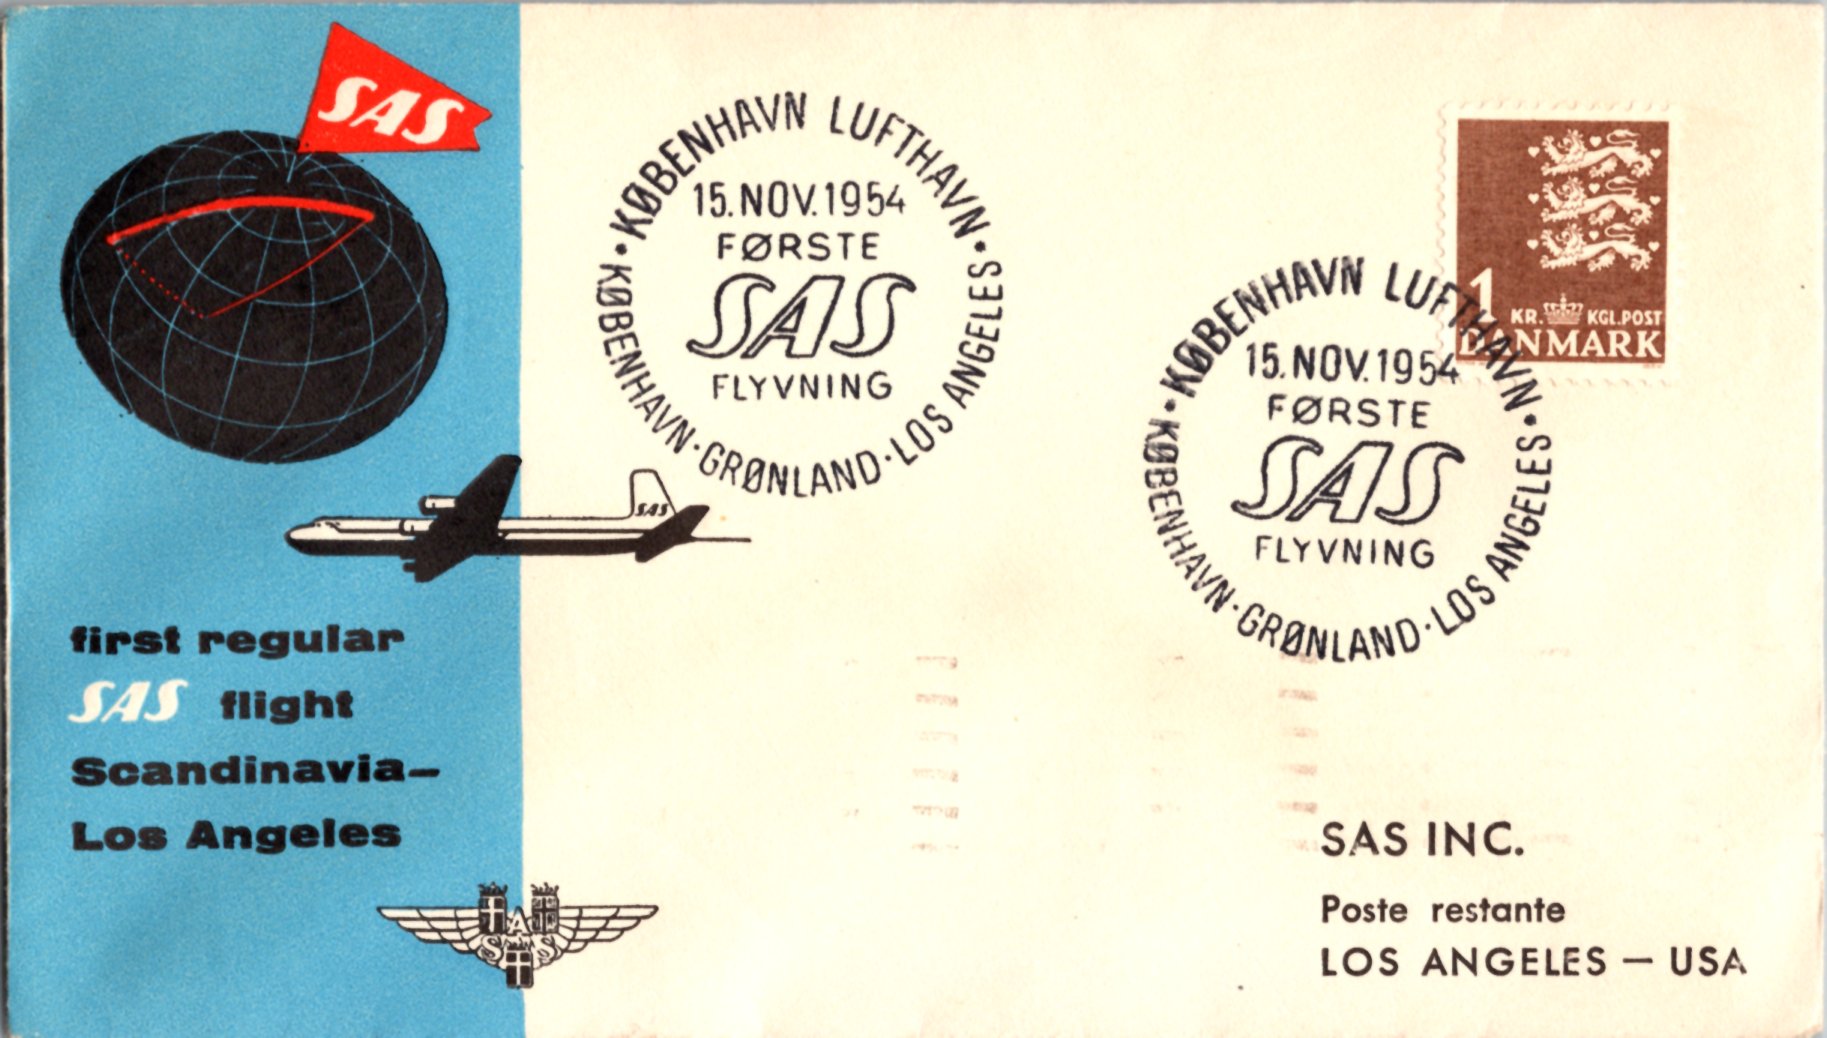 SAS
first regular
SAS flight
Scandinavia–
Los Angeles
SAS
SAS
KØBENHAVN LUFTHAVN
15. NOV. 1954
FØRSTE
SAS
FLYVNING
KØBENHAVN · GRØNLAND · LOS ANGELES
1 KR. KGL. POST
DANMARK
KØBENHAVN LUFTHAVN
15. NOV. 1954
FØRSTE
SAS
FLYVNING
KØBENHAVN · GRØNLAND · LOS ANGELES
SAS INC.
Poste restante
LOS ANGELES — USA